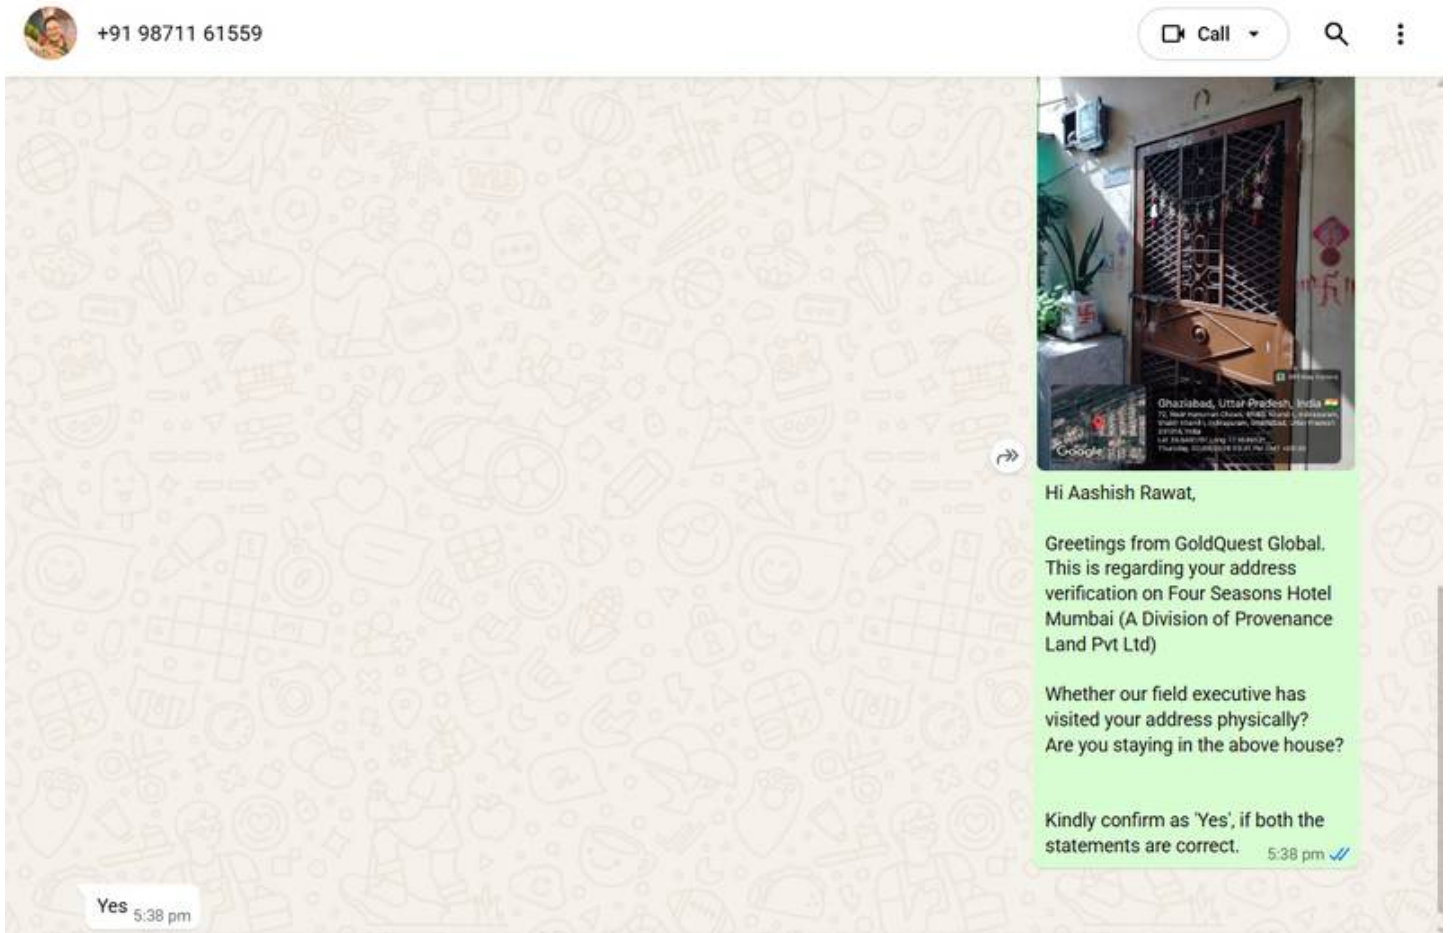 +91 98711 61559
Call
Ghaziabad, Uttar Pradesh, India
Google
Hi Aashish Rawat,
Greetings from GoldQuest Global.
This is regarding your address
verification on Four Seasons Hotel
Mumbai (A Division of Provenance
Land Pvt Ltd)
Whether our field executive has
visited your address physically?
Are you staying in the above house?
Kindly confirm as 'Yes', if both the
statements are correct.
5:38 pm
Yes
5:38 pm